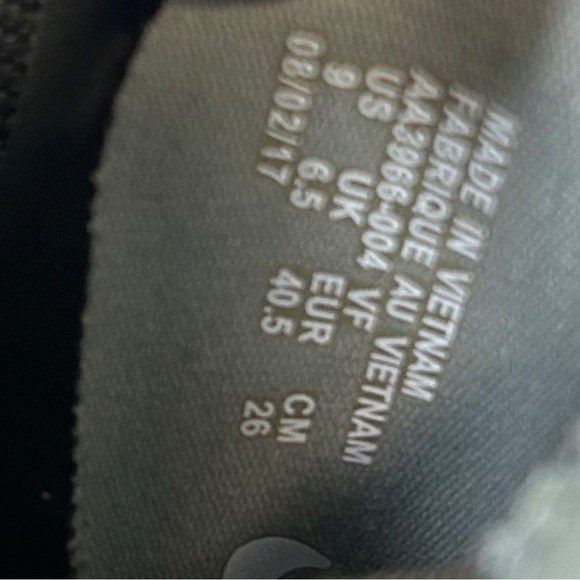 MADE IN VIETNAM
FABRIQUE AU VIETNAM
AA3966-004 VF
US UK EUR CM
9 6.5 40.5 26
08/02/17